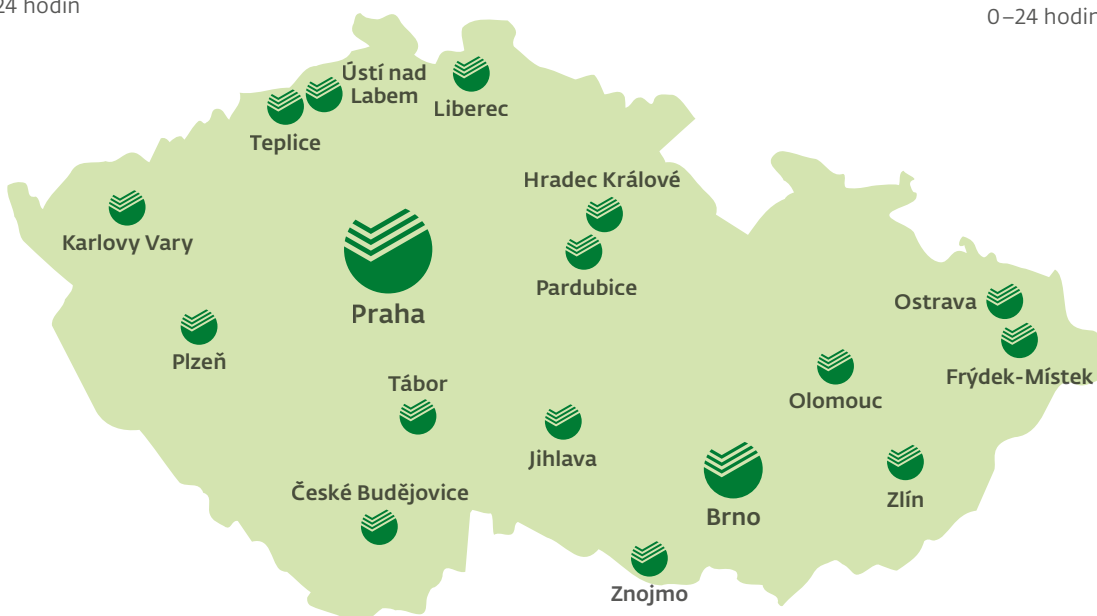 24 hodin
0–24 hodin
Ústí nad
Labem
Liberec
Teplice
Hradec Králové
Karlovy Vary
Pardubice
Praha
Ostrava
Plzeň
Frýdek-Místek
Tábor
Olomouc
Jihlava
České Budějovice
Zlín
Brno
Znojmo